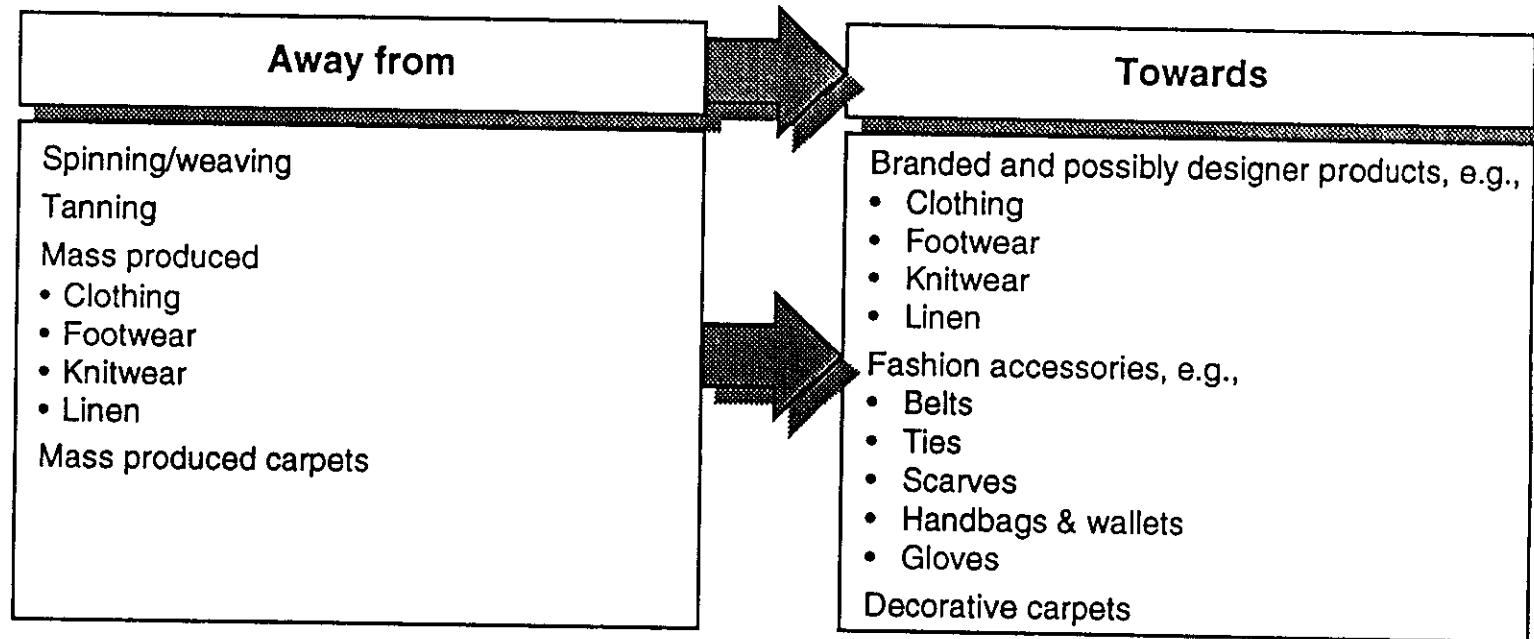 Away from
Spinning/weaving
Tanning
Mass produced
• Clothing
• Footwear
• Knitwear
• Linen
Mass produced carpets
Towards
Branded and possibly designer products, e.g.,
• Clothing
• Footwear
• Knitwear
• Linen
Fashion accessories, e.g.,
• Belts
• Ties
• Scarves
• Handbags & wallets
• Gloves
Decorative carpets